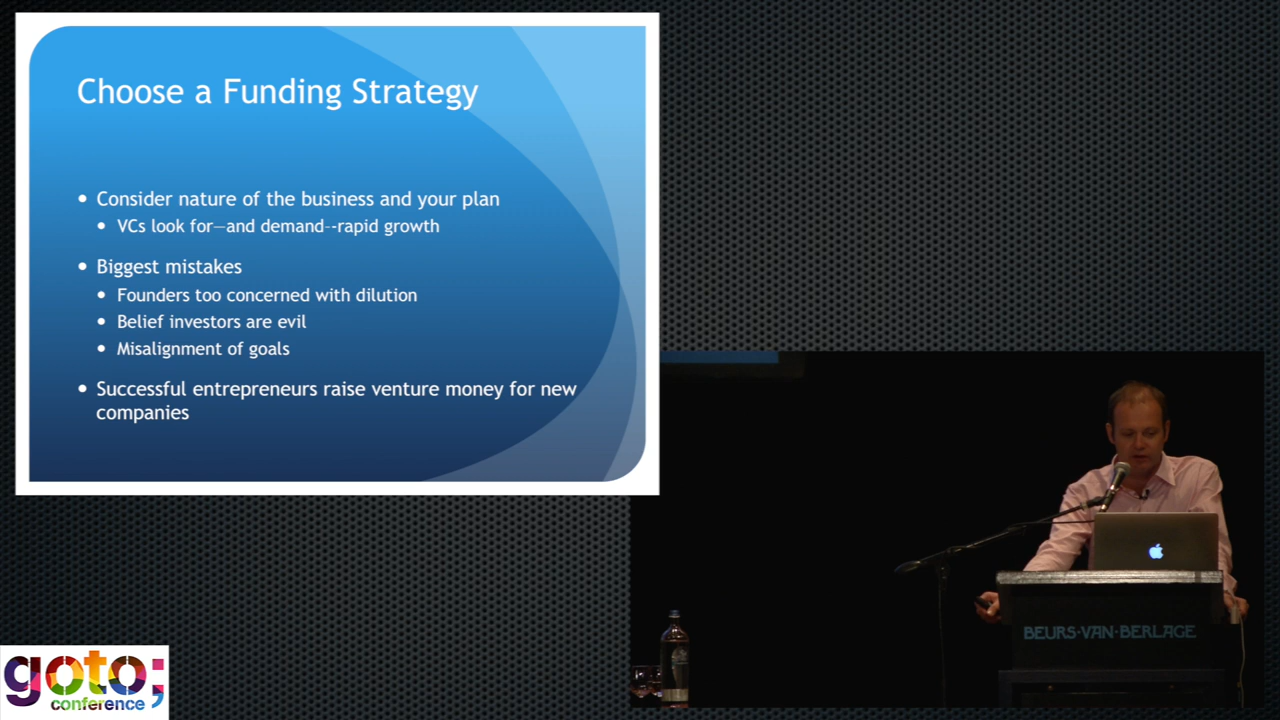 Choose a Funding Strategy
• Consider nature of the business and your plan
• VCs look for—and demand--rapid growth
• Biggest mistakes
• Founders too concerned with dilution
• Belief investors are evil
• Misalignment of goals
• Successful entrepreneurs raise venture money for new
companies
BEURS·VAN·BERLAGE
goto;
conference